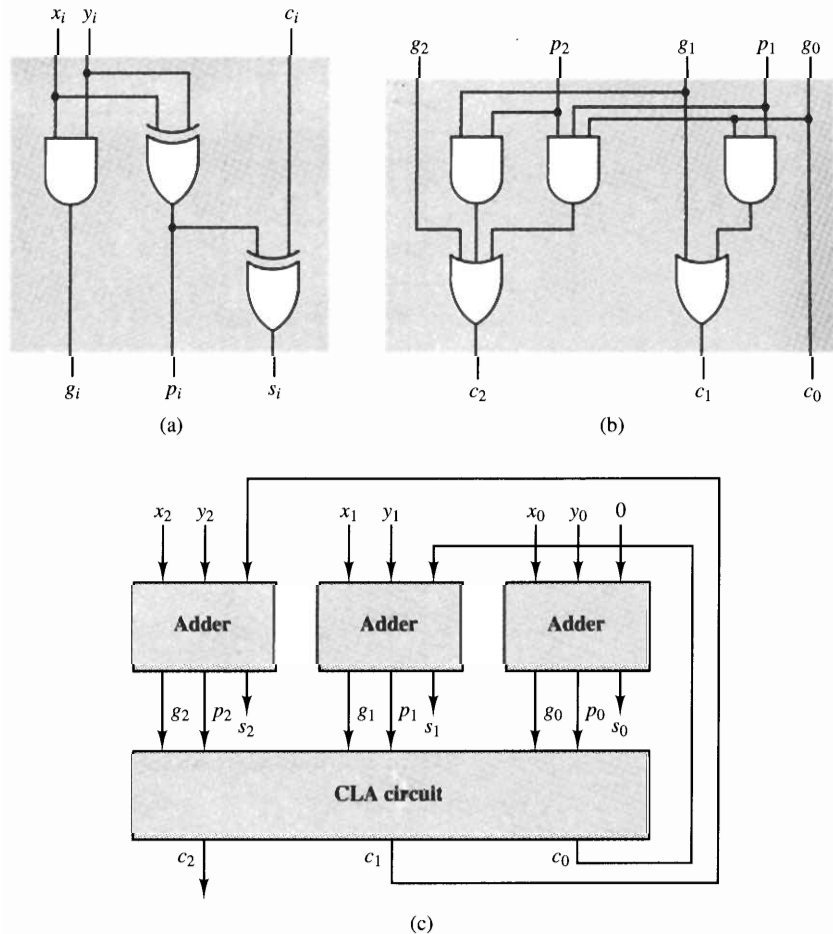 x_i y_i c_i
g_i p_i s_i
(a)
g_2 p_2 g_1 p_1 g_0
c_2 c_1 c_0
(b)
x_2 y_2 x_1 y_1 x_0 y_0 0
Adder Adder Adder
g_2 p_2 s_2 g_1 p_1 s_1 g_0 p_0 s_0
CLA circuit
c_2 c_1 c_0
(c)